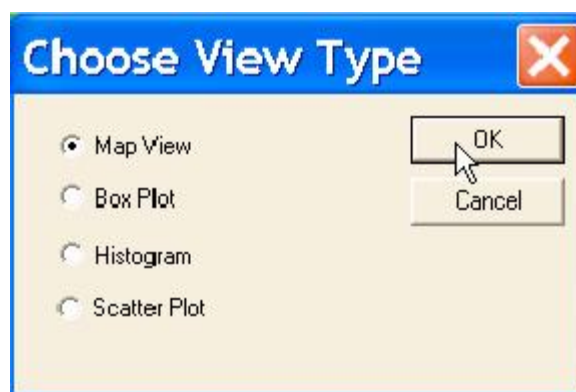 Choose View Type
Map View
OK
Box Plot
Cancel
Histogram
Scatter Plot